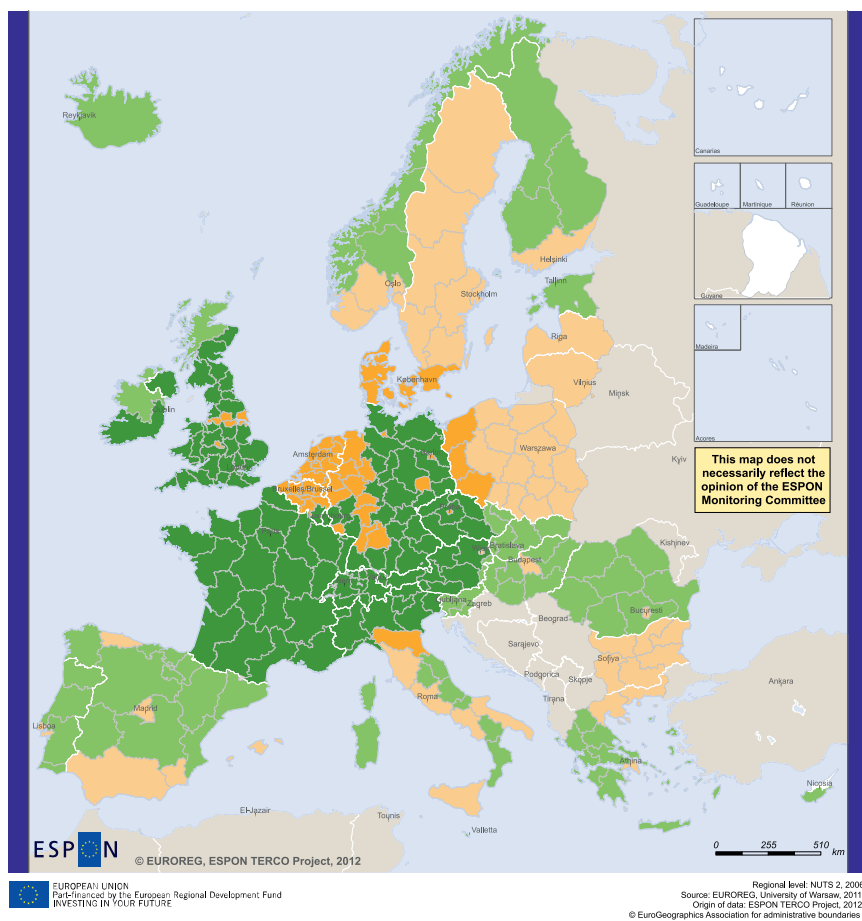 Reykjavik
Canarias
Guadeloupe
Martinique
Réunion
Guyane
Madeira
Acores
Helsinki
Tallinn
Oslo
Stockholm
Riga
Vilnius
Minsk
København
Dublin
Amsterdam
Warszawa
Kyiv
Bruxelles/Brussel
This map does not
necessarily reflect the
opinion of the ESPON
Monitoring Committee
Bratislava
Kishinev
Budapest
Ljubljana
Zagreb
Bucuresti
Beograd
Sarajevo
Sofiya
Podgorica
Skopje
Tirana
Ankara
Madrid
Roma
Lisboa
Athina
Nicosia
El-Jazair
Tounis
Valletta
ESPON
© EUROREG, ESPON TERCO Project, 2012
0 255 510
km
EUROPEAN UNION
Part-financed by the European Regional Development Fund
INVESTING IN YOUR FUTURE
Regional level: NUTS 2, 2006
Source: EUROREG, University of Warsaw, 2011
Origin of data: ESPON TERCO Project, 2012
© EuroGeographics Association for administrative boundaries